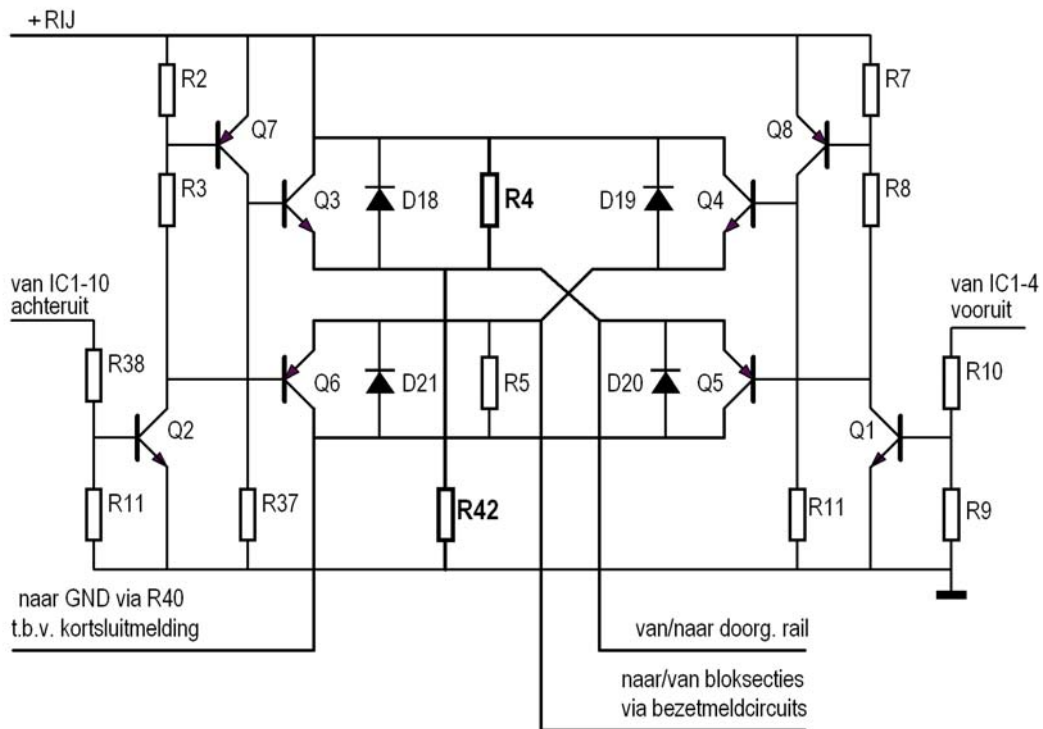 +RIJ
R2
R7
Q7
Q8
R3
Q3
D18
R4
D19
Q4
R8
van IC1-10
achteruit
van IC1-4
vooruit
R38
Q6
D21
R5
D20
Q5
R10
Q2
Q1
R11
R37
R42
R11
R9
naar GND via R40
t.b.v. kortsluitmelding
van/naar doorg. rail
naar/van bloksecties
via bezetmeldcircuits